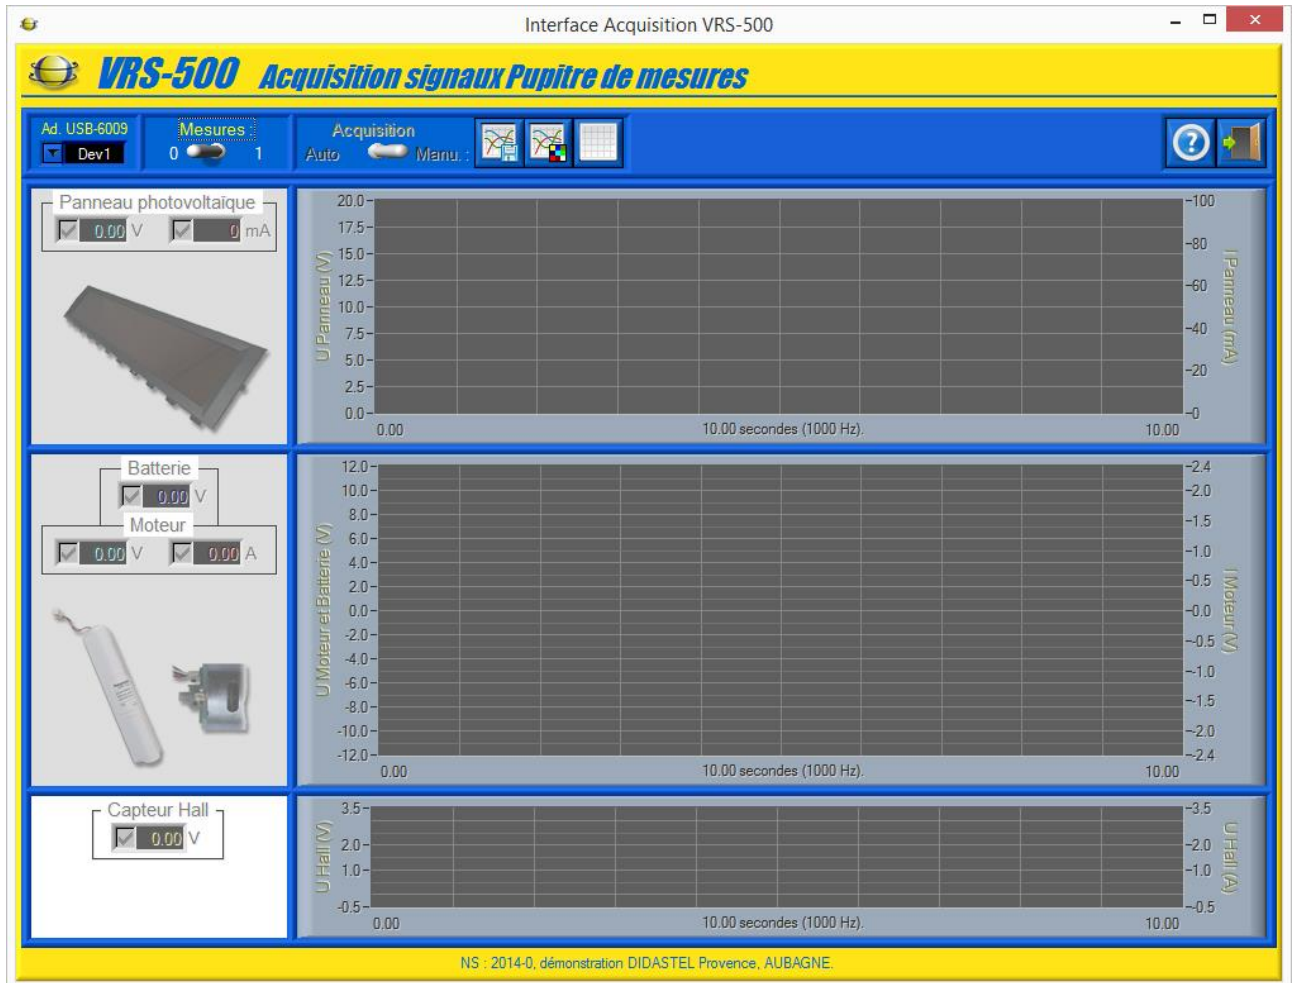 Interface Acquisition VRS-500
VRS-500 Acquisition signaux Pupitre de mesures
Ad. USB-6009
Dev1
Mesures :
0 1
Acquisition
Auto Manu. :
Panneau photovoltaïque
0.00 V 0 mA
20.0
17.5
15.0
12.5
10.0
7.5
5.0
2.5
0.0
U Panneau (V)
100
80
60
40
20
0
I Panneau (mA)
0.00 10.00 secondes (1000 Hz). 10.00
Batterie
0.00 V
Moteur
0.00 V 0.00 A
12.0
10.0
8.0
6.0
4.0
2.0
0.0
-2.0
-4.0
-6.0
-8.0
-10.0
-12.0
U Moteur et Batterie (V)
2.4
2.0
1.5
1.0
0.5
0.0
-0.5
-1.0
-1.5
-2.0
-2.4
I Moteur (V)
0.00 10.00 secondes (1000 Hz). 10.00
Capteur Hall
0.00 V
3.5
2.0
1.0
-0.5
U Hall (V)
3.5
2.0
1.0
-0.5
U Hall (A)
0.00 10.00 secondes (1000 Hz). 10.00
NS : 2014-0, démonstration DIDASTEL Provence, AUBAGNE.